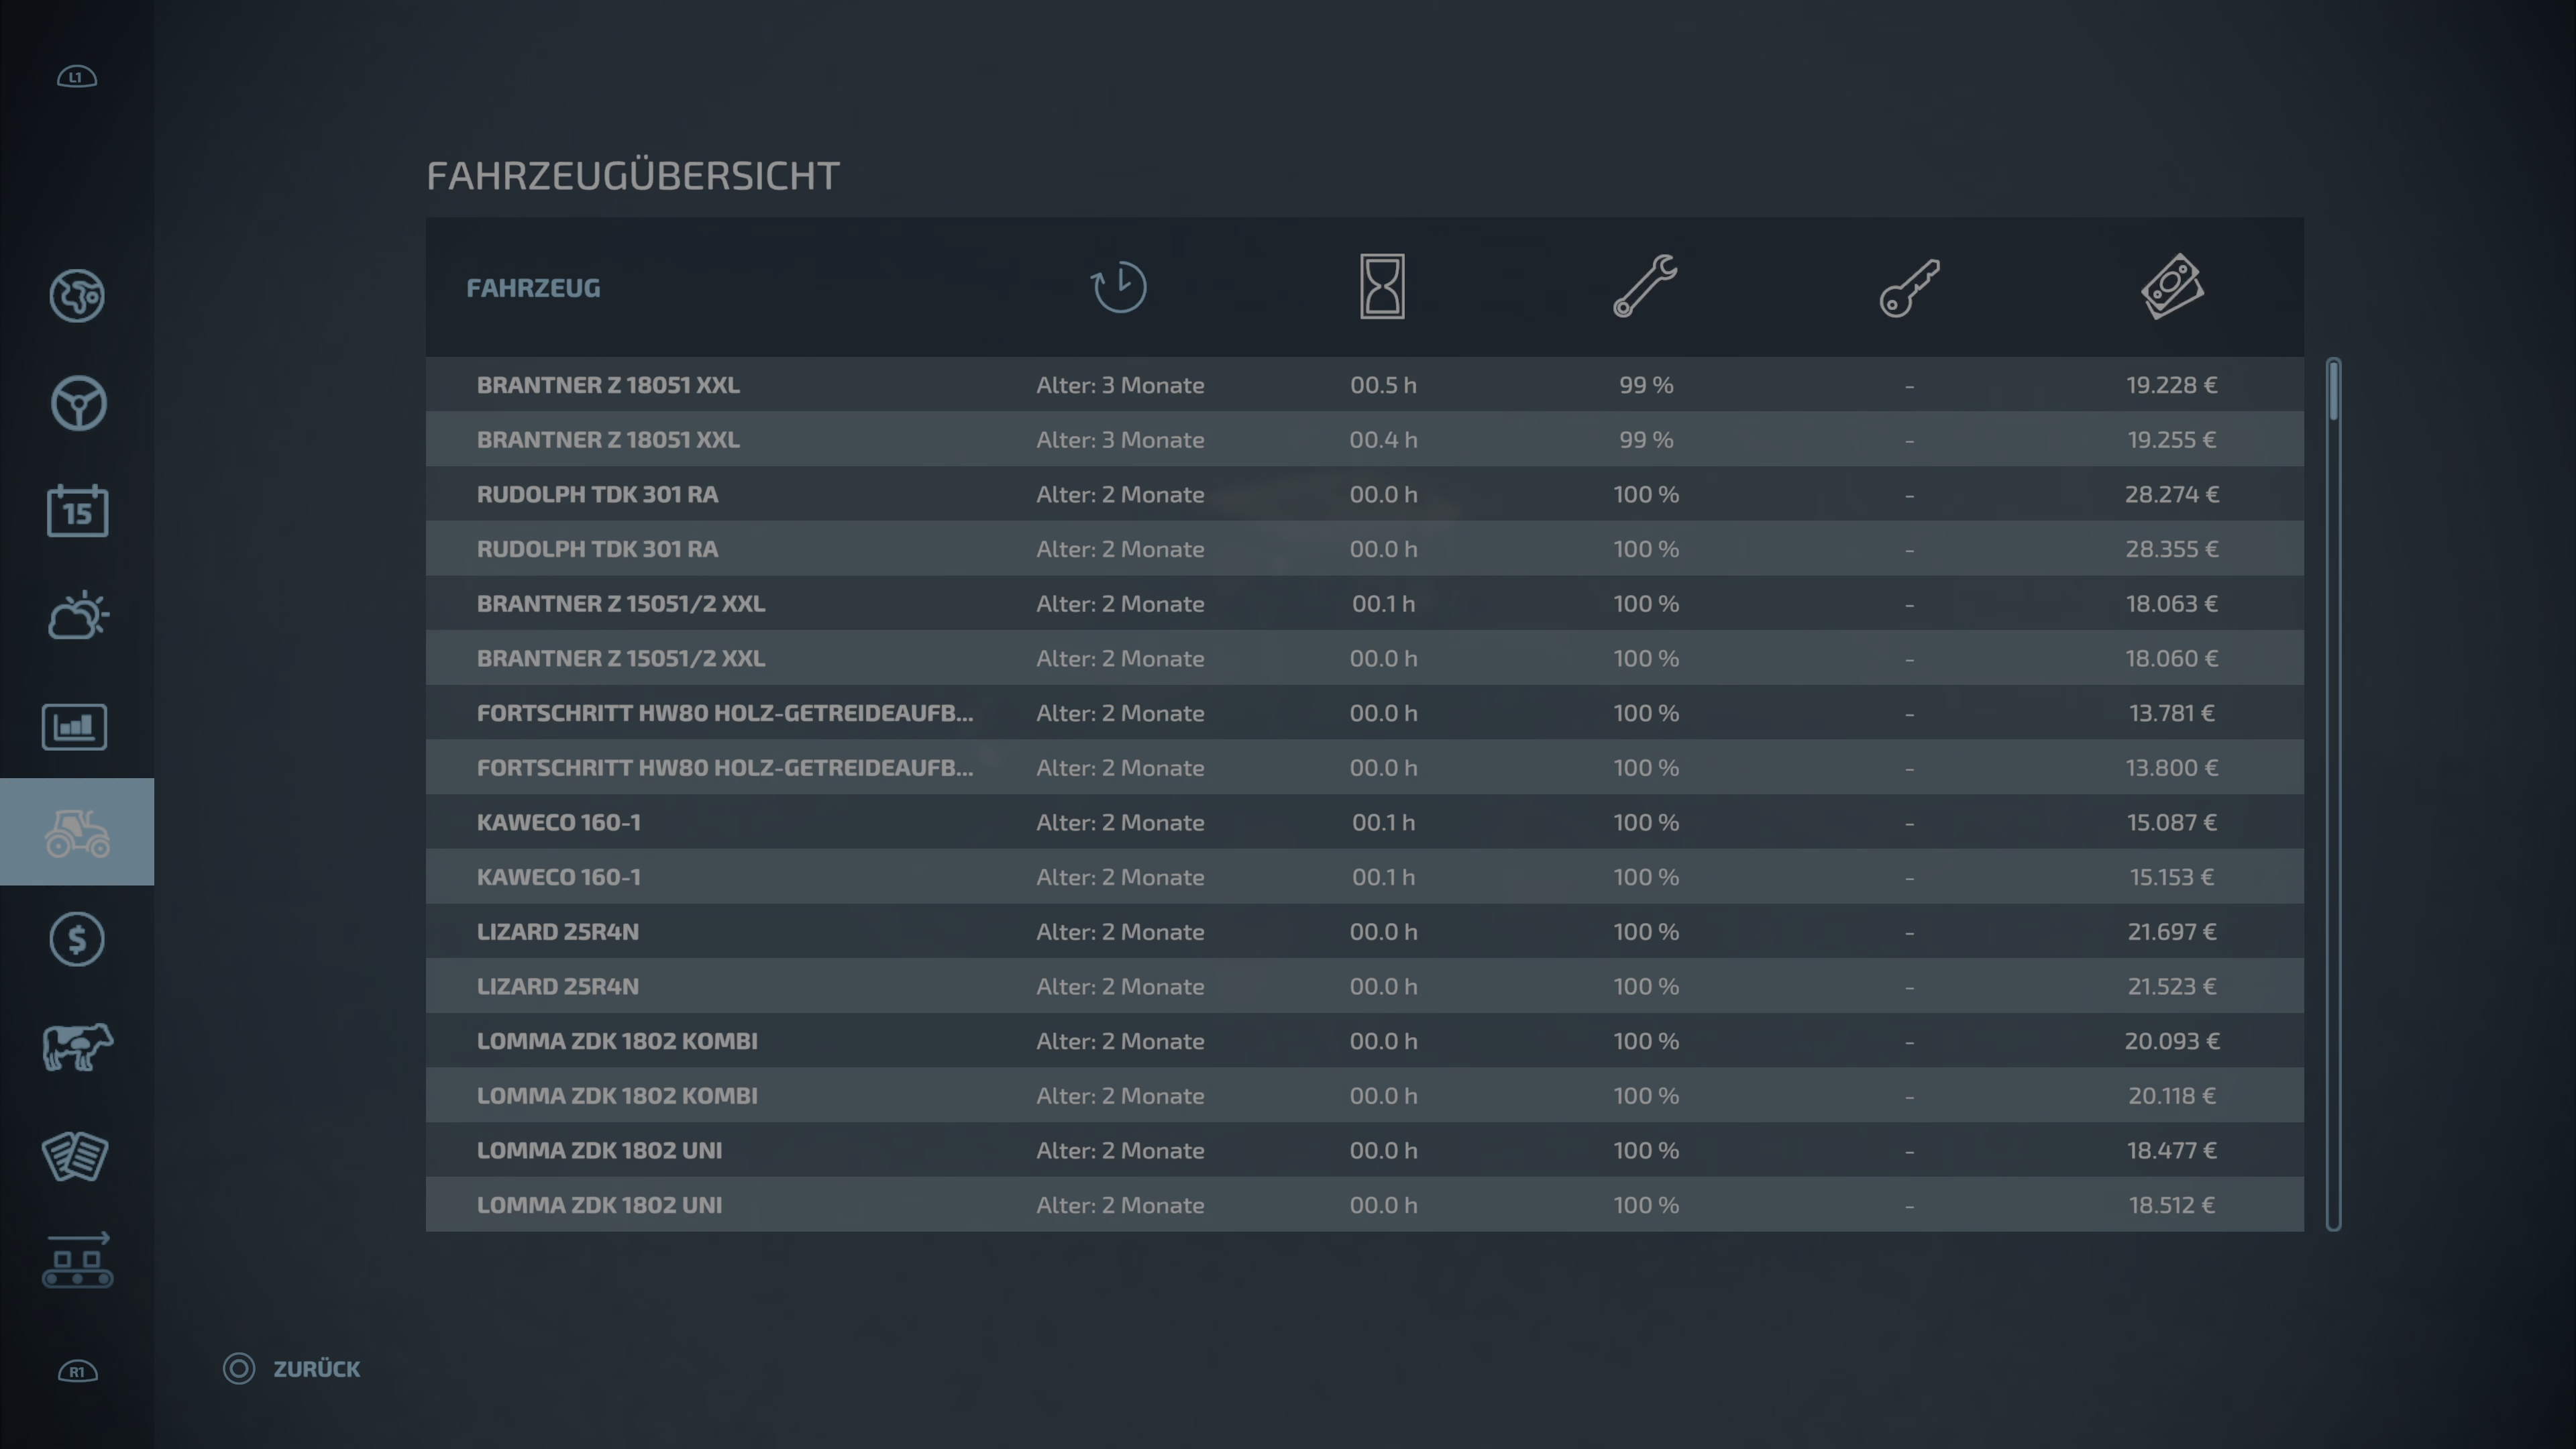 L1
FAHRZEUGÜBERSICHT
FAHRZEUG
BRANTNER Z 18051 XXL Alter: 3 Monate 00.5 h 99 % - 19.228 €
BRANTNER Z 18051 XXL Alter: 3 Monate 00.4 h 99 % - 19.255 €
RUDOLPH TDK 301 RA Alter: 2 Monate 00.0 h 100 % - 28.274 €
RUDOLPH TDK 301 RA Alter: 2 Monate 00.0 h 100 % - 28.355 €
BRANTNER Z 15051/2 XXL Alter: 2 Monate 00.1 h 100 % - 18.063 €
BRANTNER Z 15051/2 XXL Alter: 2 Monate 00.0 h 100 % - 18.060 €
FORTSCHRITT HW80 HOLZ-GETREIDEAUFB... Alter: 2 Monate 00.0 h 100 % - 13.781 €
FORTSCHRITT HW80 HOLZ-GETREIDEAUFB... Alter: 2 Monate 00.0 h 100 % - 13.800 €
KAWECO 160-1 Alter: 2 Monate 00.1 h 100 % - 15.087 €
KAWECO 160-1 Alter: 2 Monate 00.1 h 100 % - 15.153 €
LIZARD 25R4N Alter: 2 Monate 00.0 h 100 % - 21.697 €
LIZARD 25R4N Alter: 2 Monate 00.0 h 100 % - 21.523 €
LOMMA ZDK 1802 KOMBI Alter: 2 Monate 00.0 h 100 % - 20.093 €
LOMMA ZDK 1802 KOMBI Alter: 2 Monate 00.0 h 100 % - 20.118 €
LOMMA ZDK 1802 UNI Alter: 2 Monate 00.0 h 100 % - 18.477 €
LOMMA ZDK 1802 UNI Alter: 2 Monate 00.0 h 100 % - 18.512 €
15
$
R1
ZURÜCK